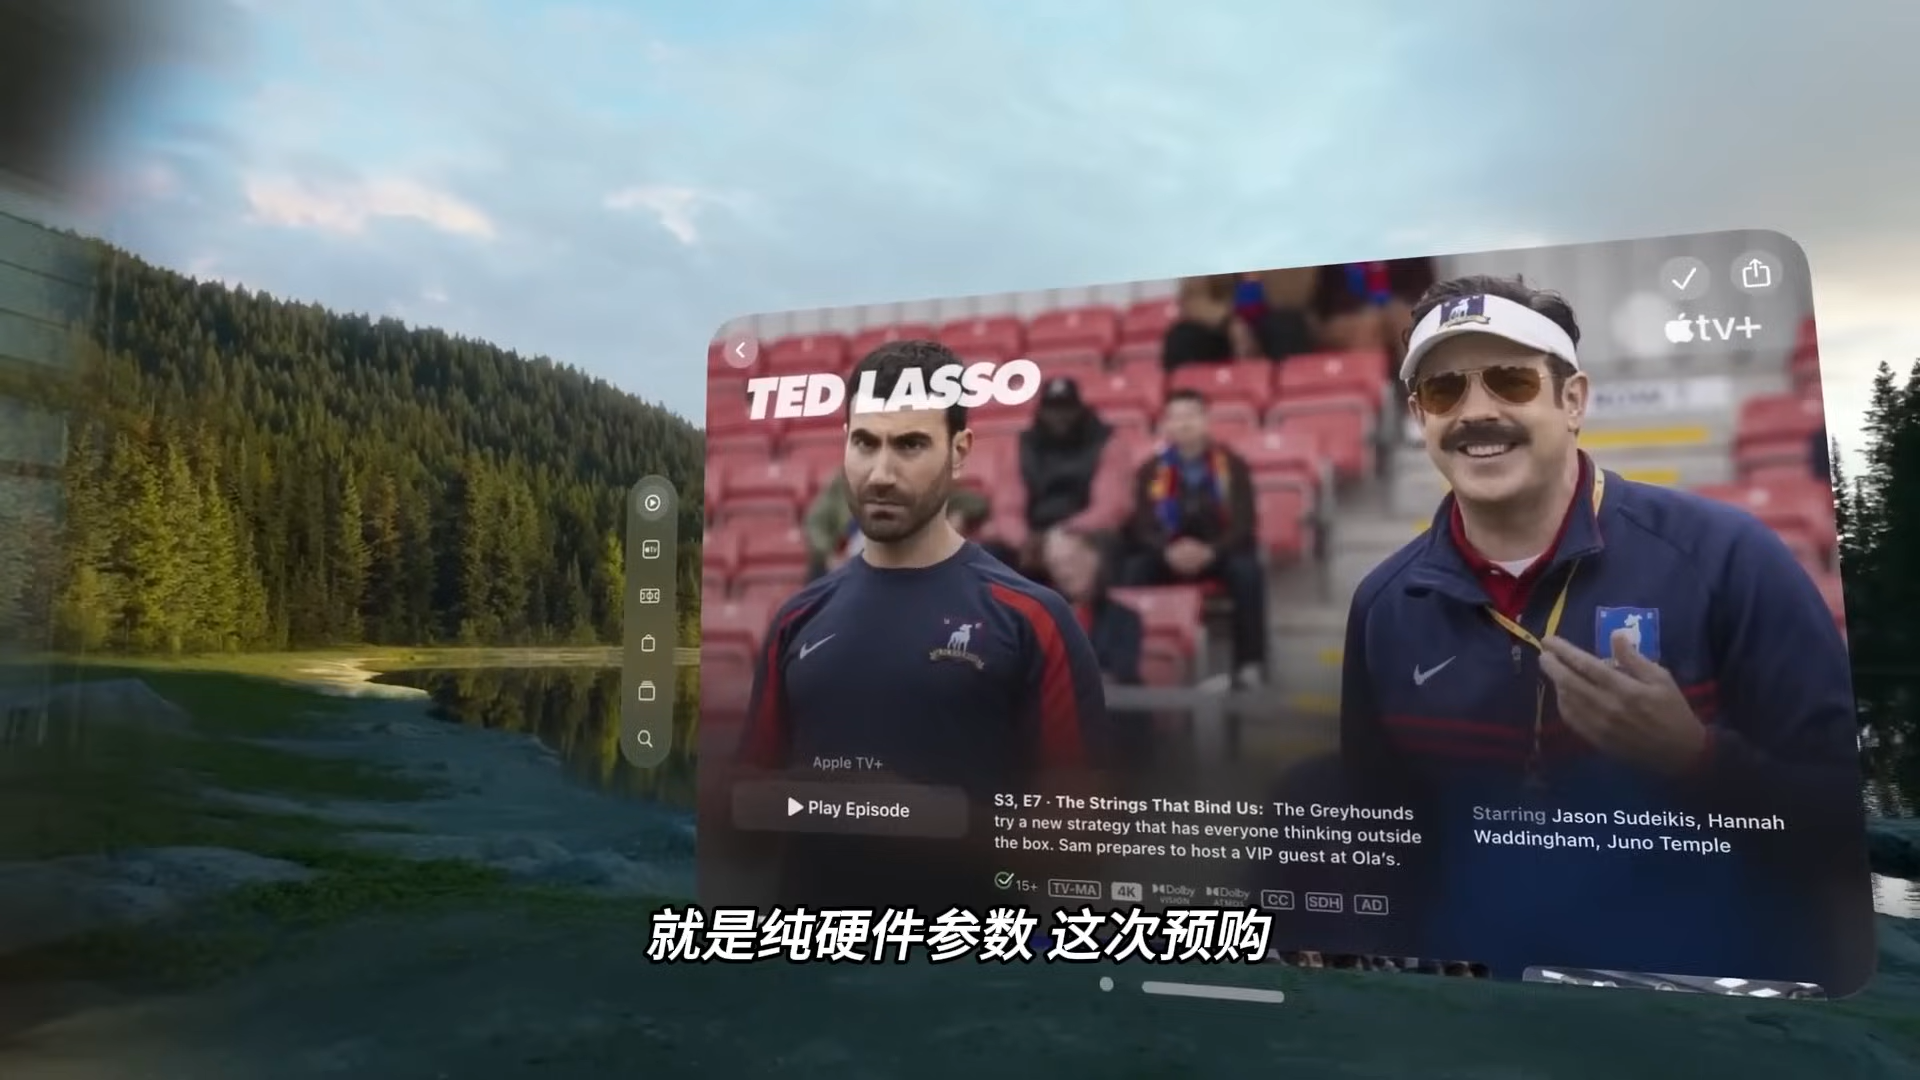 tv+
TED LASSO
Apple TV+
Play Episode
S3, E7 · The Strings That Bind Us: The Greyhounds
try a new strategy that has everyone thinking outside
the box. Sam prepares to host a VIP guest at Ola's.
Starring Jason Sudeikis, Hannah
Waddingham, Juno Temple
15+ TV-MA 4K Dolby VISION Dolby ATMOS CC SDH AD
就是纯硬件参数 这次预购